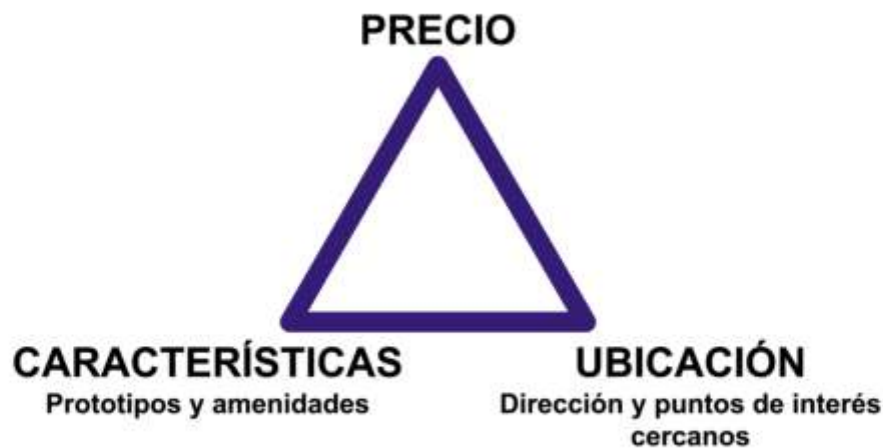 PRECIO
CARACTERÍSTICAS
Prototipos y amenidades
UBICACIÓN
Dirección y puntos de interés
cercanos